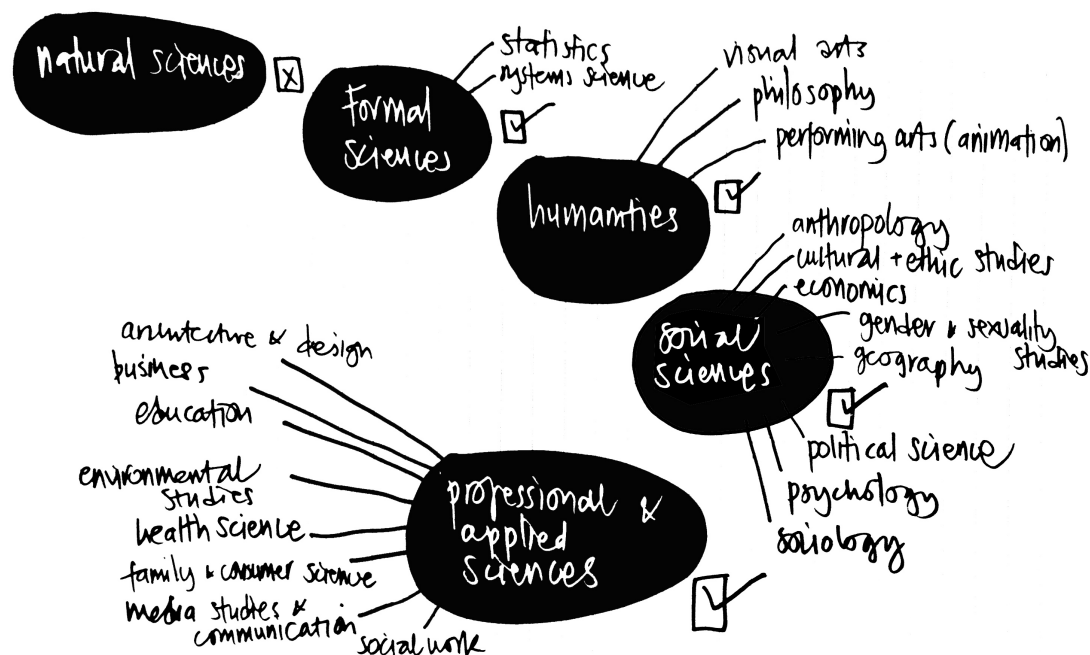 natural sciences
Formal
sciences
statistics
systems science
humanities
visual arts
philosophy
performing arts (animation)
social
sciences
anthropology
cultural + ethic studies
economics
gender & sexuality
studies
geography
political science
psychology
sociology
professional &
applied
sciences
architecture & design
business
education
environmental
studies
health science
family & consumer science
media studies &
communication
social work